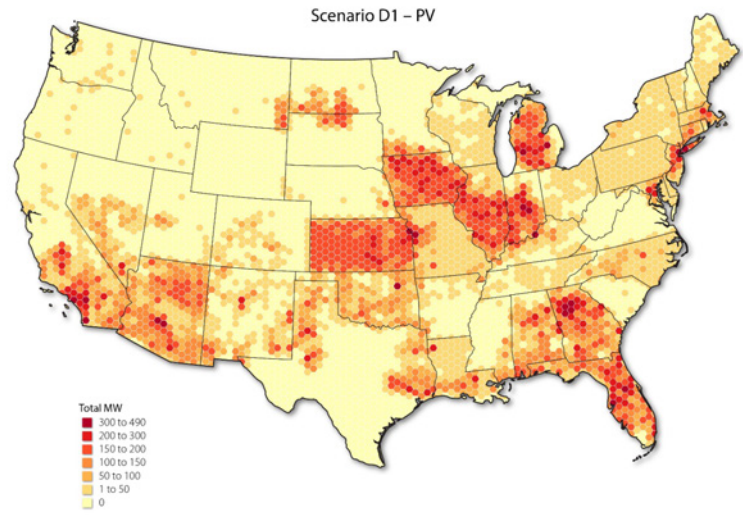 Scenario D1 – PV
Total MW
300 to 490
200 to 300
150 to 200
100 to 150
50 to 100
1 to 50
0